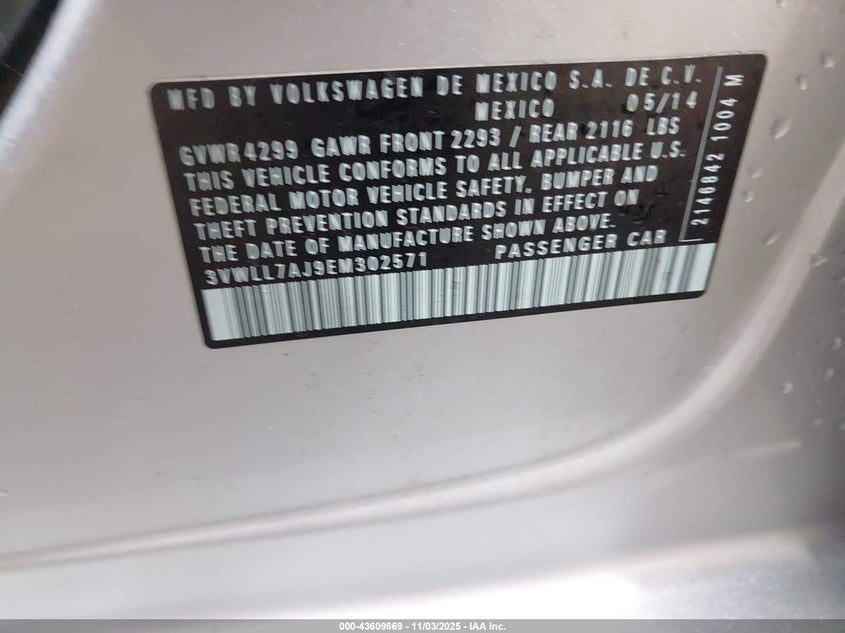 MFD BY VOLKSWAGEN DE MEXICO S.A. DE C.V.
MEXICO 05/14
GVWR 4299 GAWR FRONT 2293 / REAR 2116 LBS
THIS VEHICLE CONFORMS TO ALL APPLICABLE U.S.
FEDERAL MOTOR VEHICLE SAFETY, BUMPER AND
THEFT PREVENTION STANDARDS IN EFFECT ON
THE DATE OF MANUFACTURE SHOWN ABOVE.
3VWLL7AJ9EM302571 PASSENGER CAR
2140842 1004 M
000-43609869 - 11/03/2025 - IAA Inc.